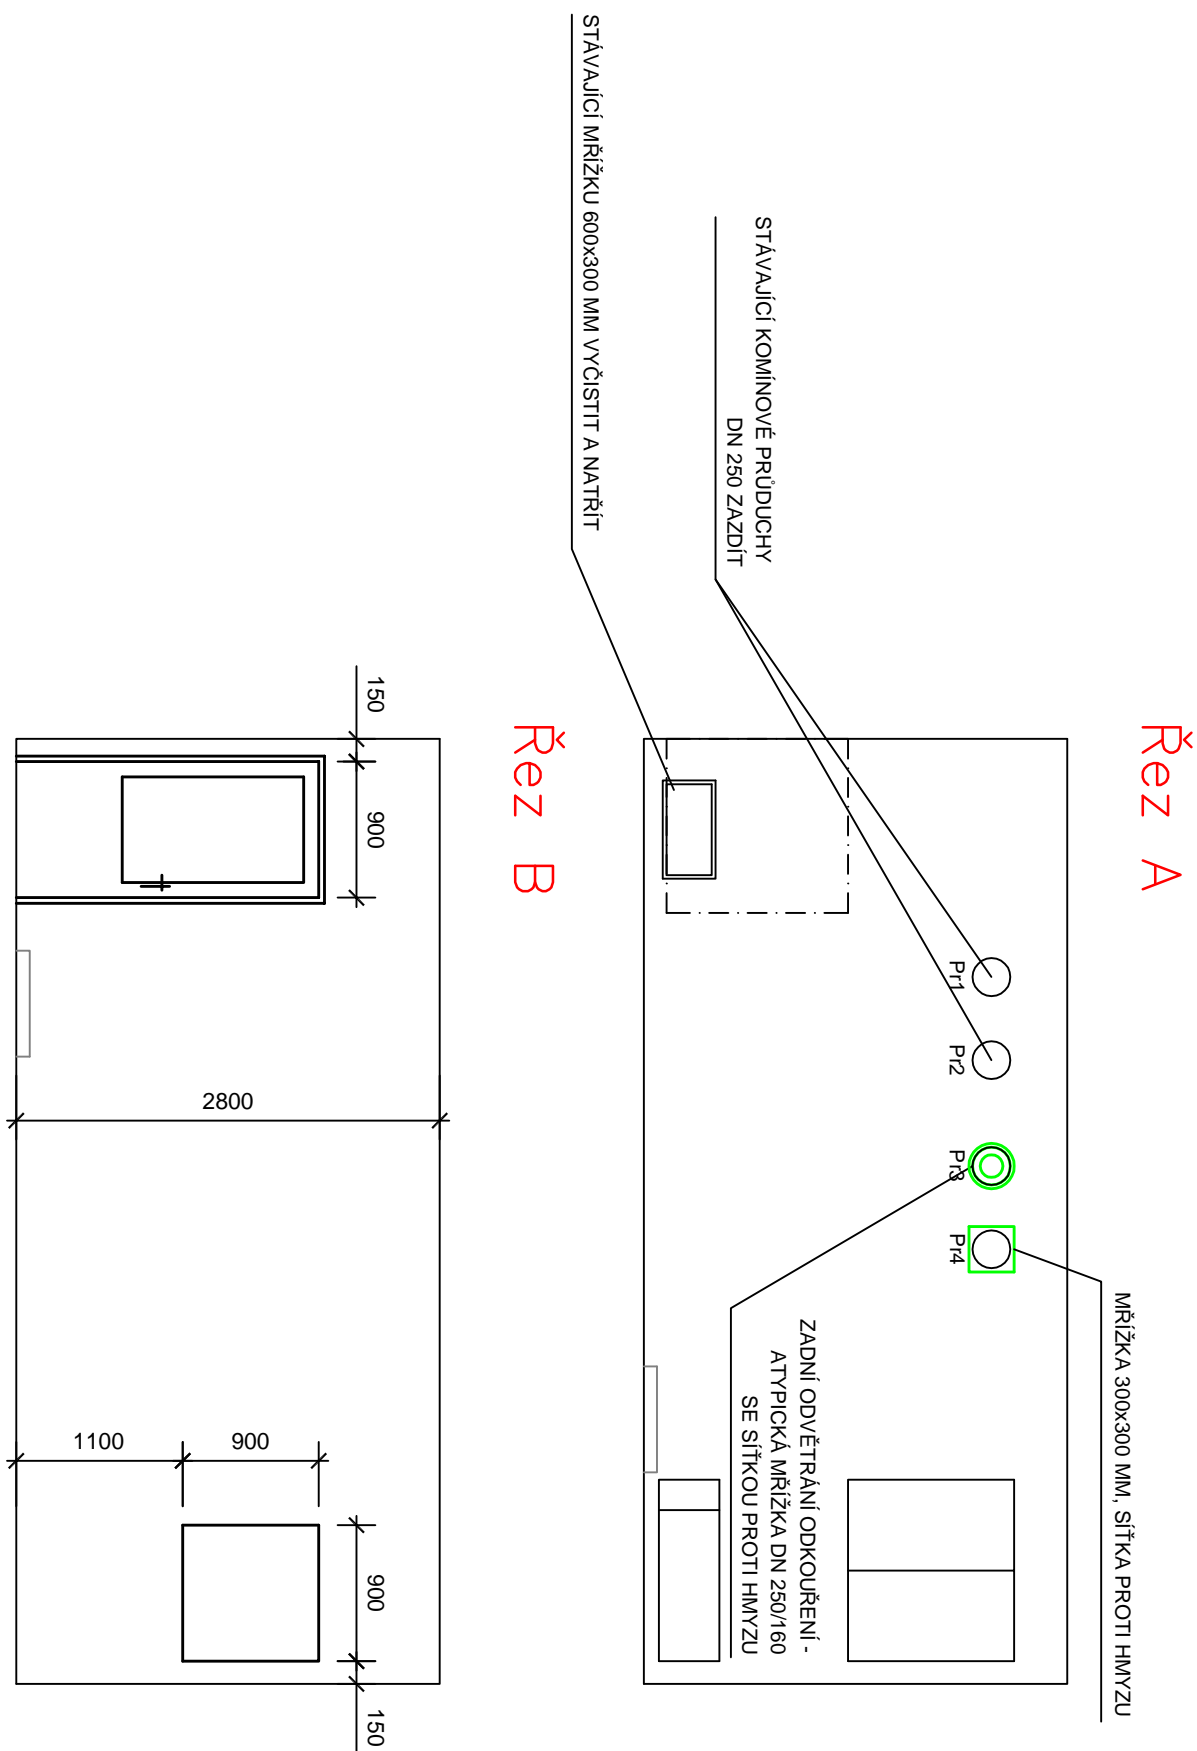 Řez A
MŘÍŽKA 300x300 MM, SÍŤKA PROTI HMYZU
STÁVAJÍCÍ KOMÍNOVÉ PRŮDUCHY
DN 250 ZAZDÍT
Pr1
Pr2
Pr3
Pr4
ZADNÍ ODVĚTRÁNÍ ODKOUŘENÍ -
ATYPICKÁ MŘÍŽKA DN 250/160
SE SÍŤKOU PROTI HMYZU
STÁVAJÍCÍ MŘÍŽKU 600x300 MM VYČISTIT A NATŘÍT
Řez B
150
900
2800
1100
900
900
150